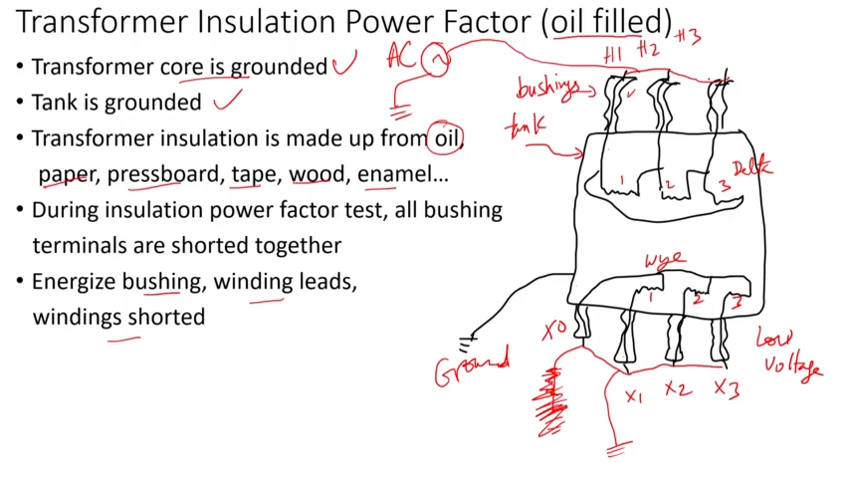 Transformer Insulation Power Factor (oil filled)
• Transformer core is grounded
• Tank is grounded
• Transformer insulation is made up from oil,
paper, pressboard, tape, wood, enamel...
• During insulation power factor test, all bushing
terminals are shorted together
• Energize bushing, winding leads,
windings shorted
AC
H1 H2 H3
bushings
tank
1 2 3 Delta
wye
1 2 3
X0
Ground
X1 X2 X3
Low
Voltage